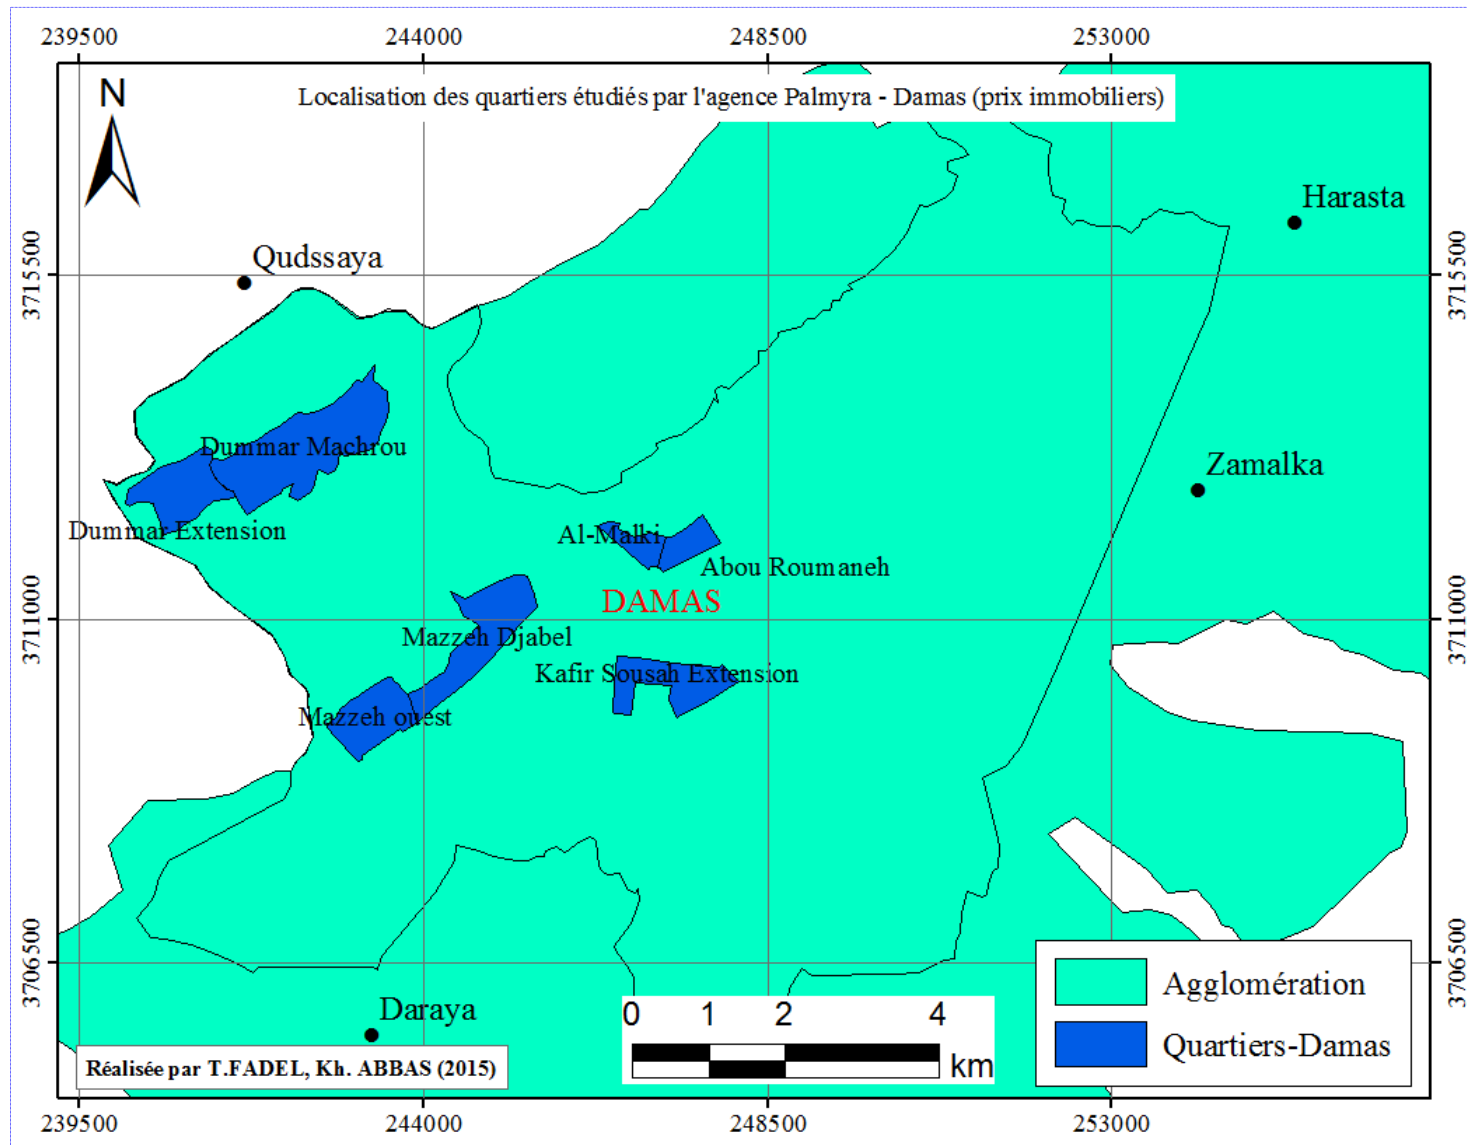 239500 244000 248500 253000
N
Localisation des quartiers étudiés par l'agence Palmyra - Damas (prix immobiliers)
Harasta
Qudssaya
3715500 3715500
Dummar Machrou
Zamalka
Dummar Extension
Al-Malki
Abou Roumaneh
DAMAS
3711000 3711000
Mazzeh Djabel
Kafir Sousah Extension
Mazzeh ouest
3706500 3706500
Agglomération
Daraya
0 1 2 4
Quartiers-Damas
km
Réalisée par T.FADEL, Kh. ABBAS (2015)
239500 244000 248500 253000